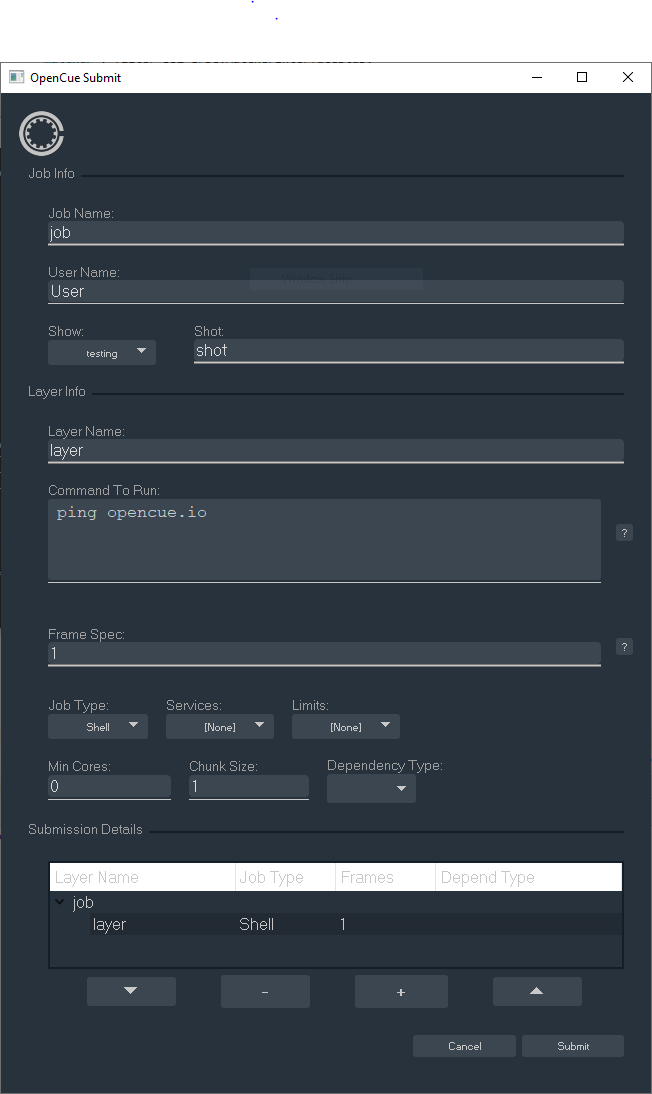 OpenCue Submit
Job Info
Job Name:
job
User Name:
User
Show:
Shot:
testing
shot
Layer Info
Layer Name:
layer
Command To Run:
ping opencue.io
?
Frame Spec:
1
?
Job Type:
Services:
Limits:
Shell
[None]
[None]
Min Cores:
Chunk Size:
Dependency Type:
0
1
Submission Details
Layer Name Job Type Frames Depend Type
job
layer Shell 1
- +
Cancel Submit